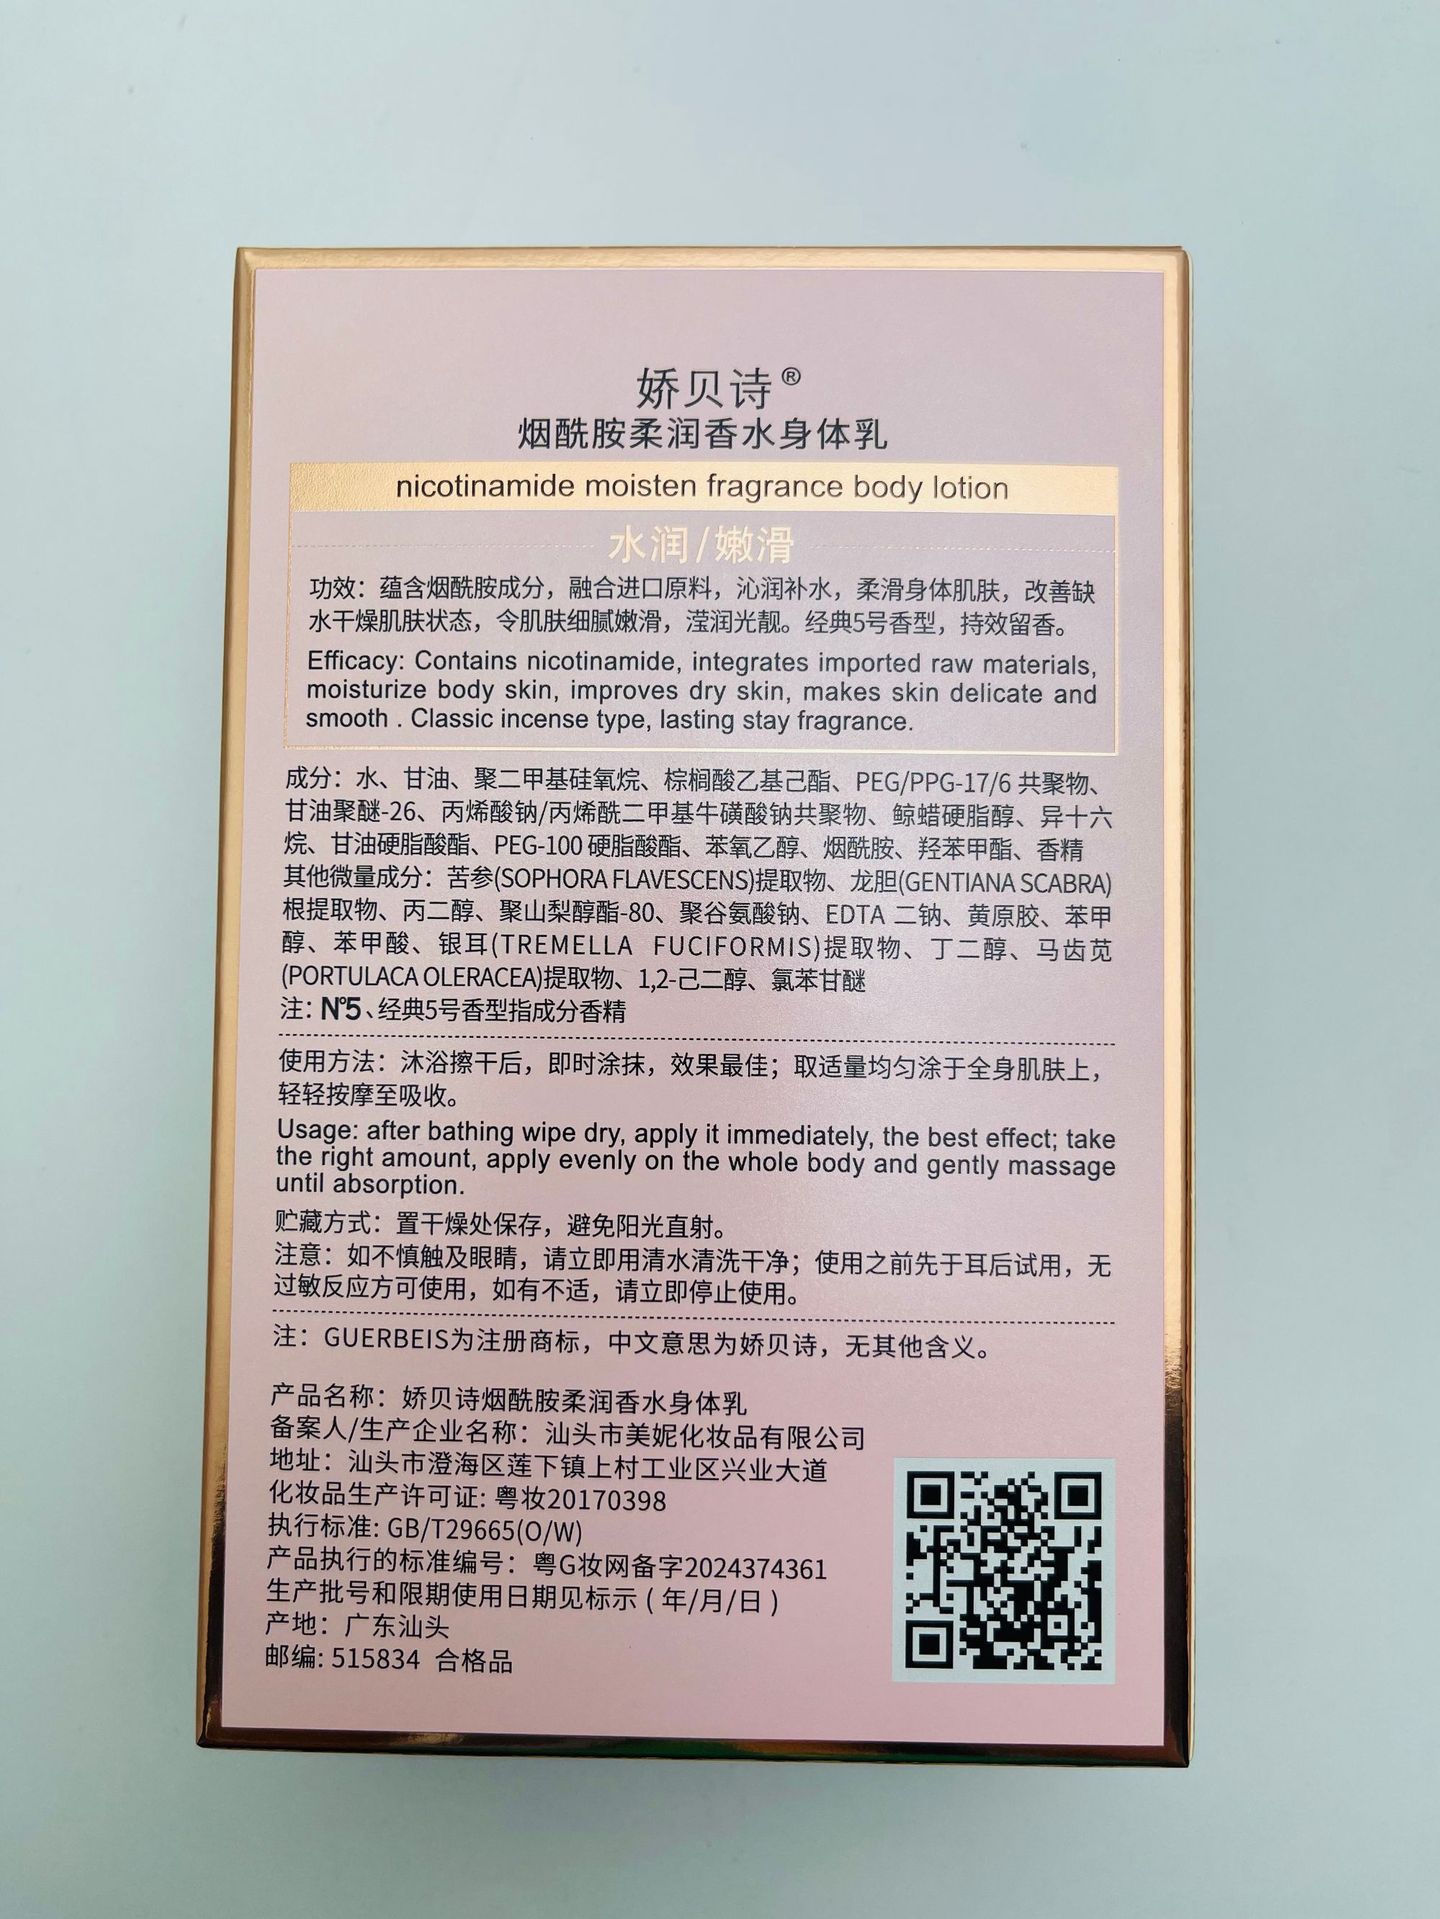 娇贝诗®
烟酰胺柔润香水身体乳
nicotinamide moisten fragrance body lotion
水润/嫩滑
功效：蕴含烟酰胺成分，融合进口原料，沁润补水，柔滑身体肌肤，改善缺
水干燥肌肤状态，令肌肤细腻嫩滑，滢润光靓。经典5号香型，持效留香。
Efficacy: Contains nicotinamide, integrates imported raw materials,
moisturize body skin, improves dry skin, makes skin delicate and
smooth . Classic incense type, lasting stay fragrance.
成分：水、甘油、聚二甲基硅氧烷、棕榈酸乙基己酯、PEG/PPG-17/6 共聚物、
甘油聚醚-26、丙烯酸钠/丙烯酰二甲基牛磺酸钠共聚物、鲸蜡硬脂醇、异十六
烷、甘油硬脂酸酯、PEG-100 硬脂酸酯、苯氧乙醇、烟酰胺、羟苯甲酯、香精
其他微量成分：苦参(SOPHORA FLAVESCENS)提取物、龙胆(GENTIANA SCABRA)
根提取物、丙二醇、聚山梨醇酯-80、聚谷氨酸钠、EDTA 二钠、黄原胶、苯甲
醇、苯甲酸、银耳(TREMELLA FUCIFORMIS)提取物、丁二醇、马齿苋
(PORTULACA OLERACEA)提取物、1,2-己二醇、氯苯甘醚
注：N°5、经典5号香型指成分香精
使用方法：沐浴擦干后，即时涂抹，效果最佳；取适量均匀涂于全身肌肤上，
轻轻按摩至吸收。
Usage: after bathing wipe dry, apply it immediately, the best effect; take
the right amount, apply evenly on the whole body and gently massage
until absorption.
贮藏方式：置干燥处保存，避免阳光直射。
注意：如不慎触及眼睛，请立即用清水清洗干净；使用之前先于耳后试用，无
过敏反应方可使用，如有不适，请立即停止使用。
注：GUERBEIS为注册商标，中文意思为娇贝诗，无其他含义。
产品名称：娇贝诗烟酰胺柔润香水身体乳
备案人/生产企业名称：汕头市美妮化妆品有限公司
地址：汕头市澄海区莲下镇上村工业区兴业大道
化妆品生产许可证: 粤妆20170398
执行标准: GB/T29665(O/W)
产品执行的标准编号：粤G妆网备字2024374361
生产批号和限期使用日期见标示 ( 年/月/日 )
产地：广东汕头
邮编: 515834 合格品